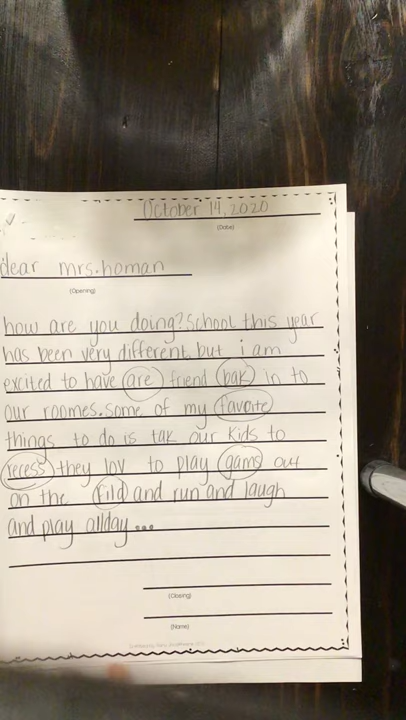 October 14, 2020
(Date)
dear mrs.homan
(Opening)
how are you doing? School this year
has been very different but i am
excited to have are friend bak in to
our roomes. some of my favorite
things to do is tak our kids to
recess they lov to play gams out
on the fild and run and laugh
and play allday...
(Closing)
(Name)